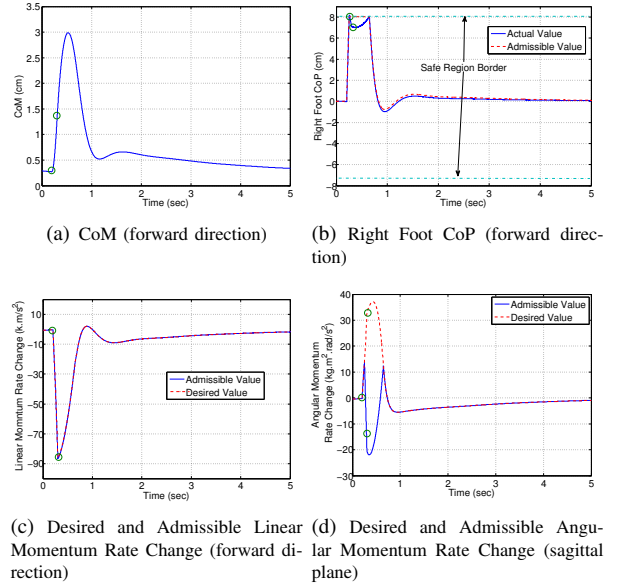 3.5
3
2.5
2
1.5
1
0.5
0
CoM (cm)
0 1 2 3 4 5
Time (sec)
(a) CoM (forward direction)
8
6
4
2
0
−2
−4
−6
−8
Right Foot CoP (cm)
Actual Value
Admissible Value
Safe Region Border
0 1 2 3 4 5
Time (sec)
(b) Right Foot CoP (forward direc-
tion)
10
−10
−30
−50
−70
−90
Linear Momtum Rate Change (k.m/s²)
Admissible Value
Desired Value
0 1 2 3 4 5
Time (sec)
(c) Desired and Admissible Linear
Momentum Rate Change (forward di-
rection)
40
30
20
10
0
−10
−20
−30
Angular Momentum
Rate Change (kg.m².rad/s²)
Admissible Value
Desired Value
0 1 2 3 4 5
Time (sec)
(d) Desired and Admissible Angu-
lar Momentum Rate Change (sagittal
plane)